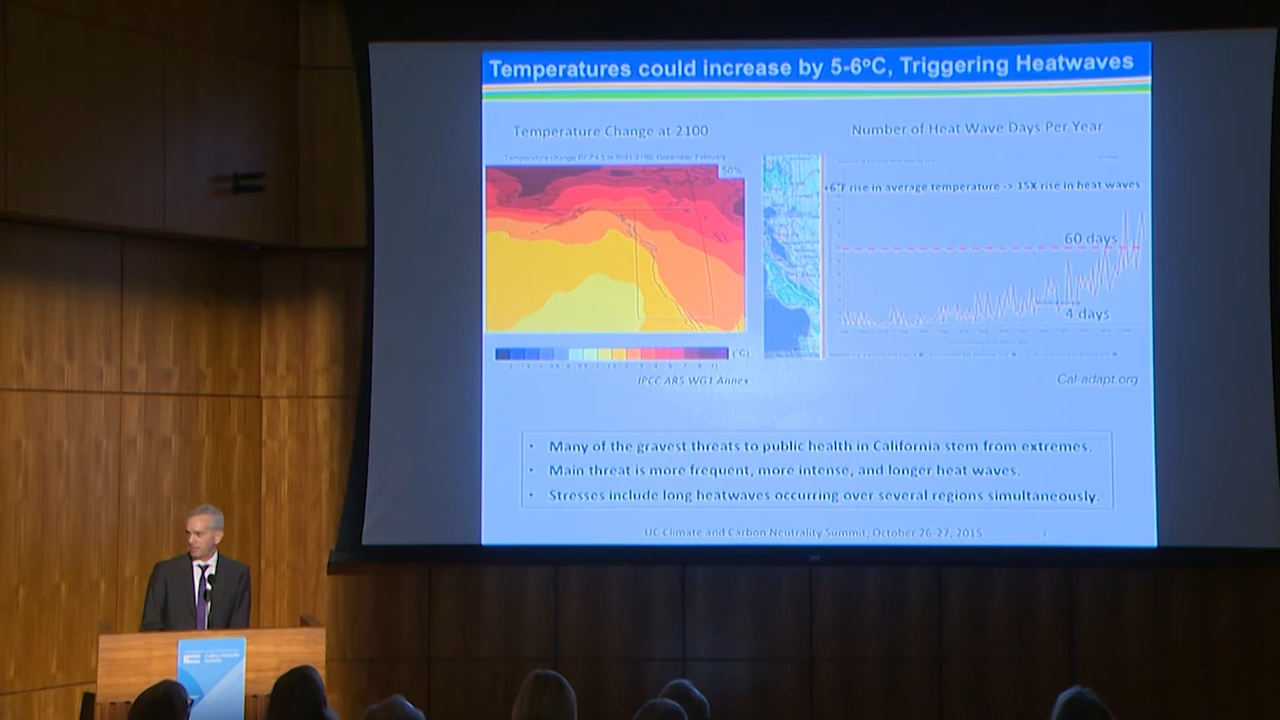 Temperatures could increase by 5-6°C, Triggering Heatwaves
Temperature Change at 2100
Number of Heat Wave Days Per Year
Temperature change RCP4.5 in 2081-2100: December-February
50%
+6°F rise in average temperature -> 15X rise in heat waves
60 days
4 days
(°C)
IPCC AR5 WG1 Annex
Cal-adapt.org
• Many of the gravest threats to public health in California stem from extremes.
• Main threat is more frequent, more intense, and longer heat waves.
• Stresses include long heatwaves occurring over several regions simultaneously.
UC Climate and Carbon Neutrality Summit, October 26-27, 2015